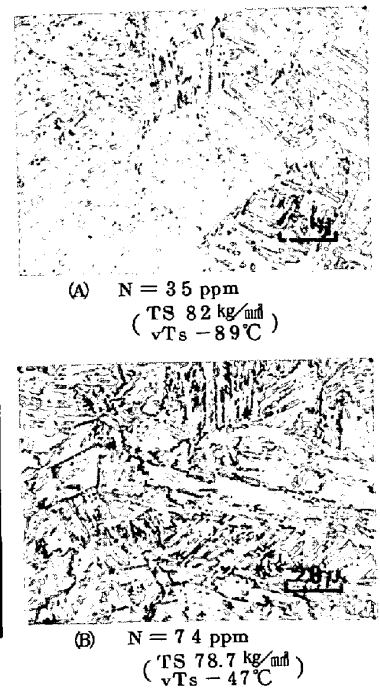 (A) N = 35 ppm
( TS 82 kg/㎟
vTs -89℃ )
20μ
(B) N = 74 ppm
( TS 78.7 kg/㎟
vTs -47℃ )